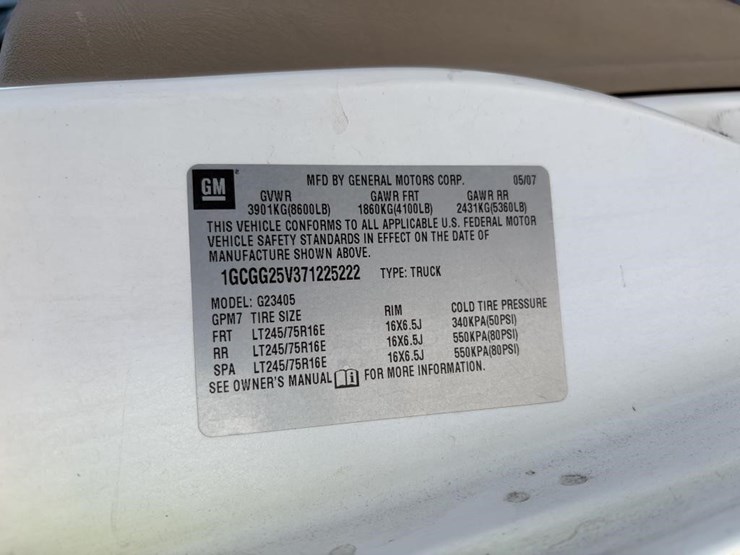 GM
MFD BY GENERAL MOTORS CORP. 05/07
GVWR GAWR FRT GAWR RR
3901KG(8600LB) 1860KG(4100LB) 2431KG(5360LB)
THIS VEHICLE CONFORMS TO ALL APPLICABLE U.S. FEDERAL MOTOR
VEHICLE SAFETY STANDARDS IN EFFECT ON THE DATE OF
MANUFACTURE SHOWN ABOVE.
1GCGG25V371225222 TYPE: TRUCK
MODEL: G23405
GPM7 TIRE SIZE RIM COLD TIRE PRESSURE
FRT LT245/75R16E 16X6.5J 340KPA(50PSI)
RR LT245/75R16E 16X6.5J 550KPA(80PSI)
SPA LT245/75R16E 16X6.5J 550KPA(80PSI)
SEE OWNER'S MANUAL i FOR MORE INFORMATION.